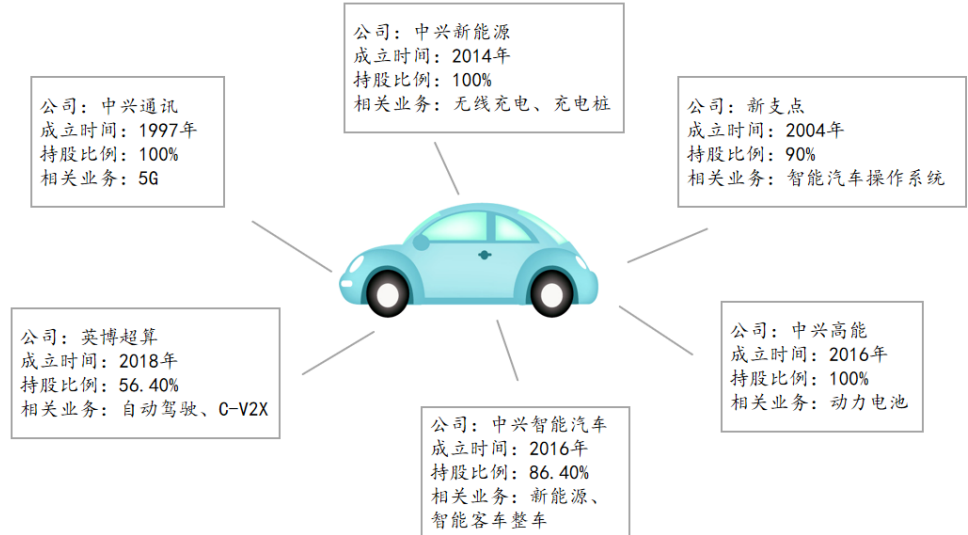 公司：中兴新能源
成立时间：2014年
持股比例：100%
相关业务：无线充电、充电桩
公司：中兴通讯
成立时间：1997年
持股比例：100%
相关业务：5G
公司：新支点
成立时间：2004年
持股比例：90%
相关业务：智能汽车操作系统
公司：英博超算
成立时间：2018年
持股比例：56.40%
相关业务：自动驾驶、C-V2X
公司：中兴高能
成立时间：2016年
持股比例：100%
相关业务：动力电池
公司：中兴智能汽车
成立时间：2016年
持股比例：86.40%
相关业务：新能源、
智能客车整车